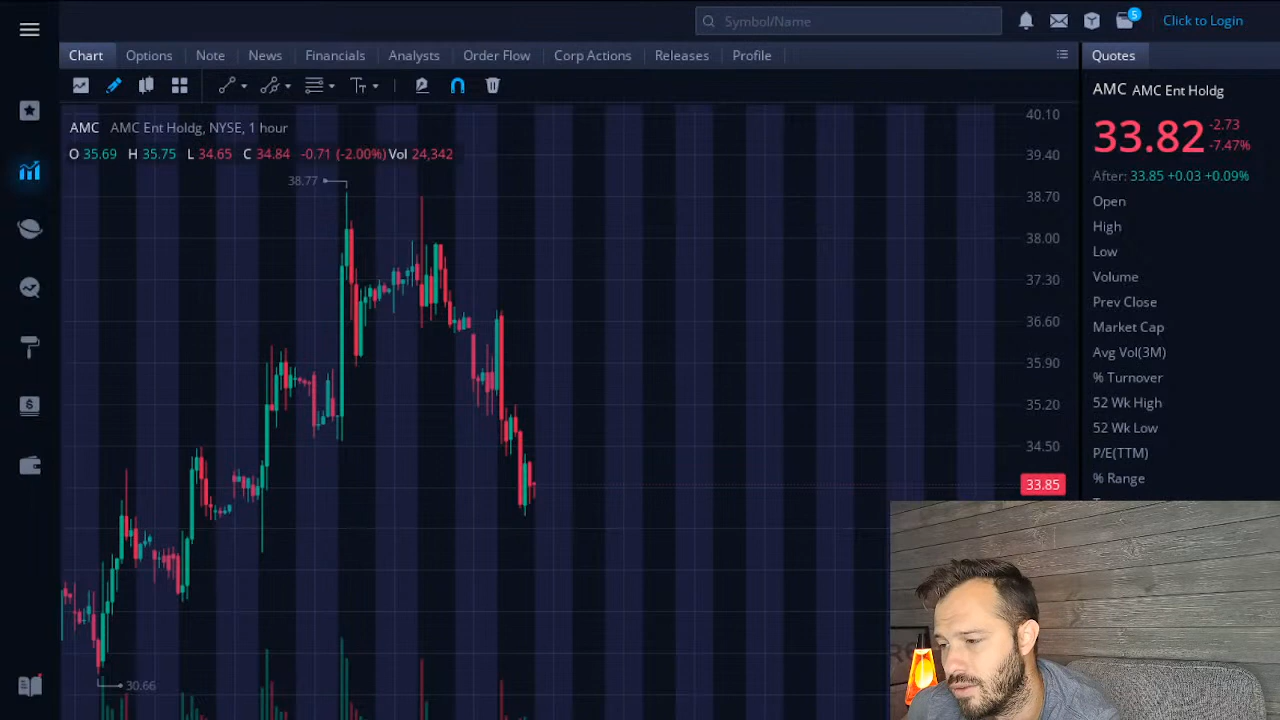 Symbol/Name
5
Click to Login
Chart Options Note News Financials Analysts Order Flow Corp Actions Releases Profile
Quotes
AMC AMC Ent Holdg
33.82 -2.73
-7.47%
After: 33.85 +0.03 +0.09%
Open
High
Low
Volume
Prev Close
Market Cap
Avg Vol(3M)
% Turnover
52 Wk High
52 Wk Low
P/E(TTM)
% Range
AMC AMC Ent Holdg, NYSE, 1 hour
O 35.69 H 35.75 L 34.65 C 34.84 -0.71 (-2.00%) Vol 24,342
38.77
30.66
40.10
39.40
38.70
38.00
37.30
36.60
35.90
35.20
34.50
33.85